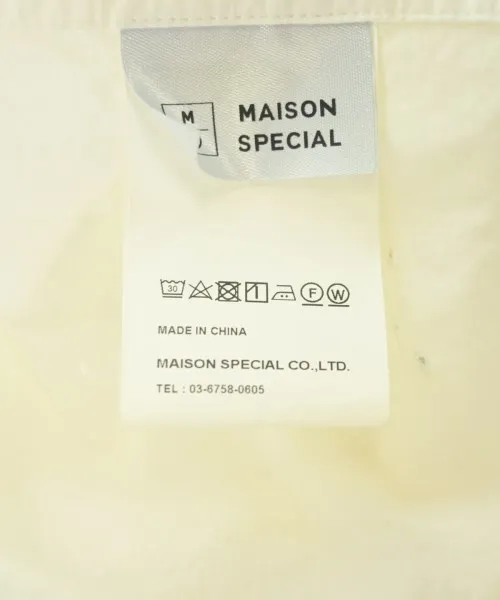 M
MAISON
SPECIAL
30
F W
MADE IN CHINA
MAISON SPECIAL CO.,LTD.
TEL : 03-6758-0605